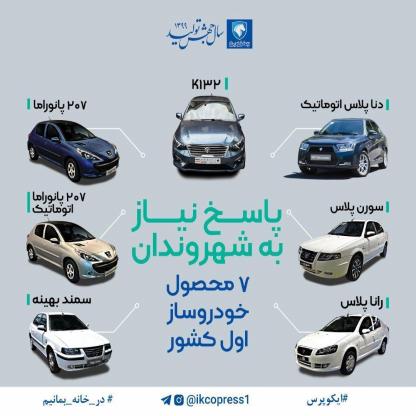 سال جهش تولید
۱۳۹۹
K۱۳۲
۲۰۷ پانوراما
دنا پلاس اتوماتیک
۲۰۷ پانوراما
اتوماتیک
سورن پلاس
پاسخ نیاز
به شهروندان
۷ محصول
خودروساز
اول کشور
سمند بهینه
رانا پلاس
#ایکوپرس
@ikcopress1
#در_خانه_بمانیم